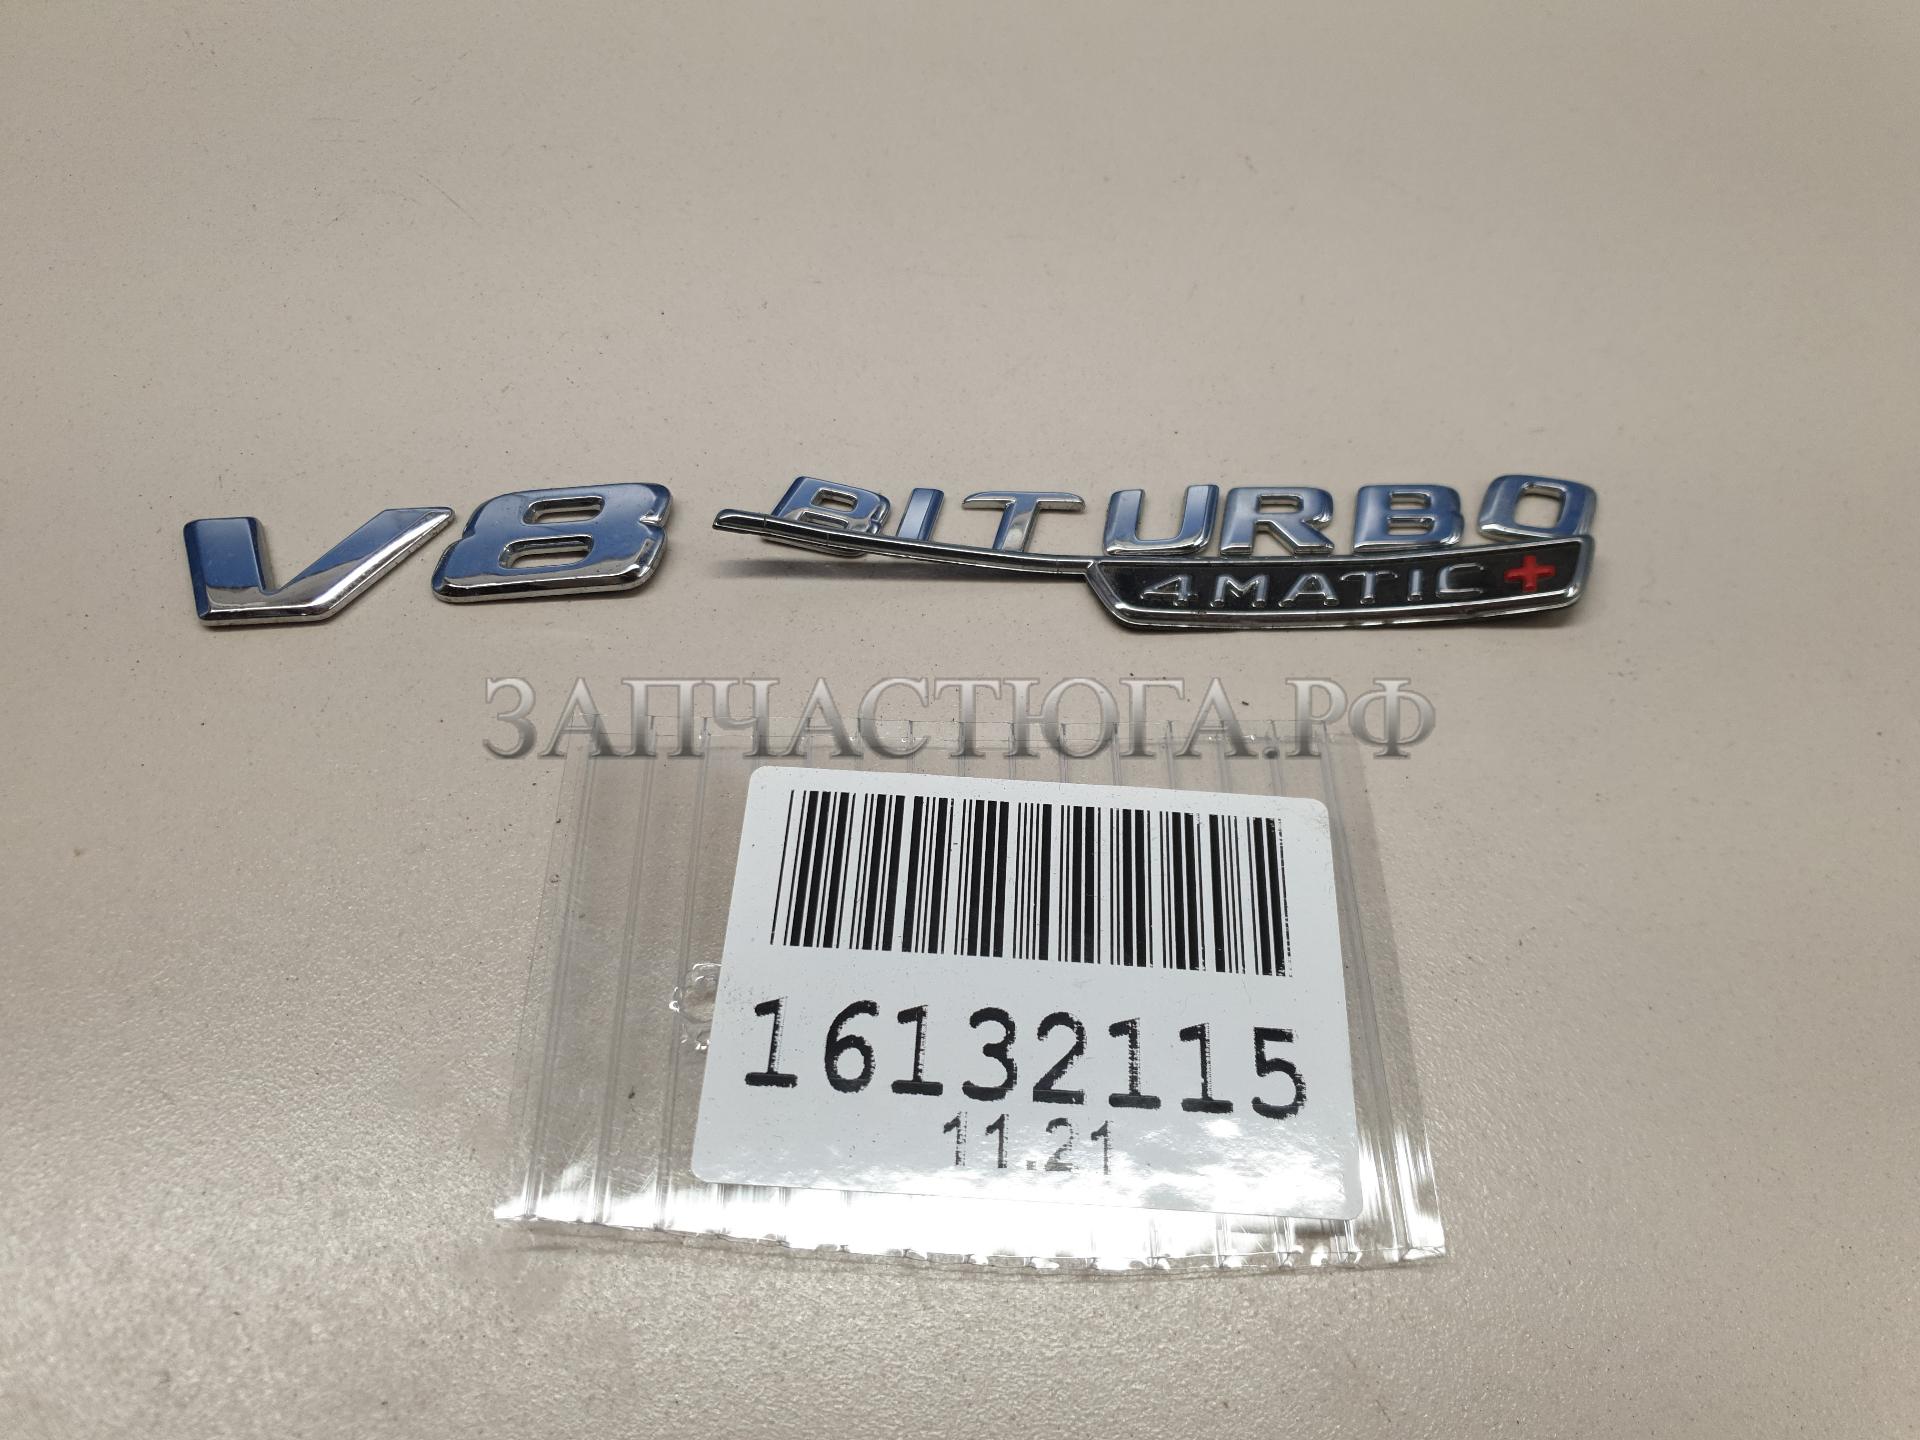 V8 BITURBO
4MATIC+
ЗАПЧАСТЮГА.РФ
16132115
11.21